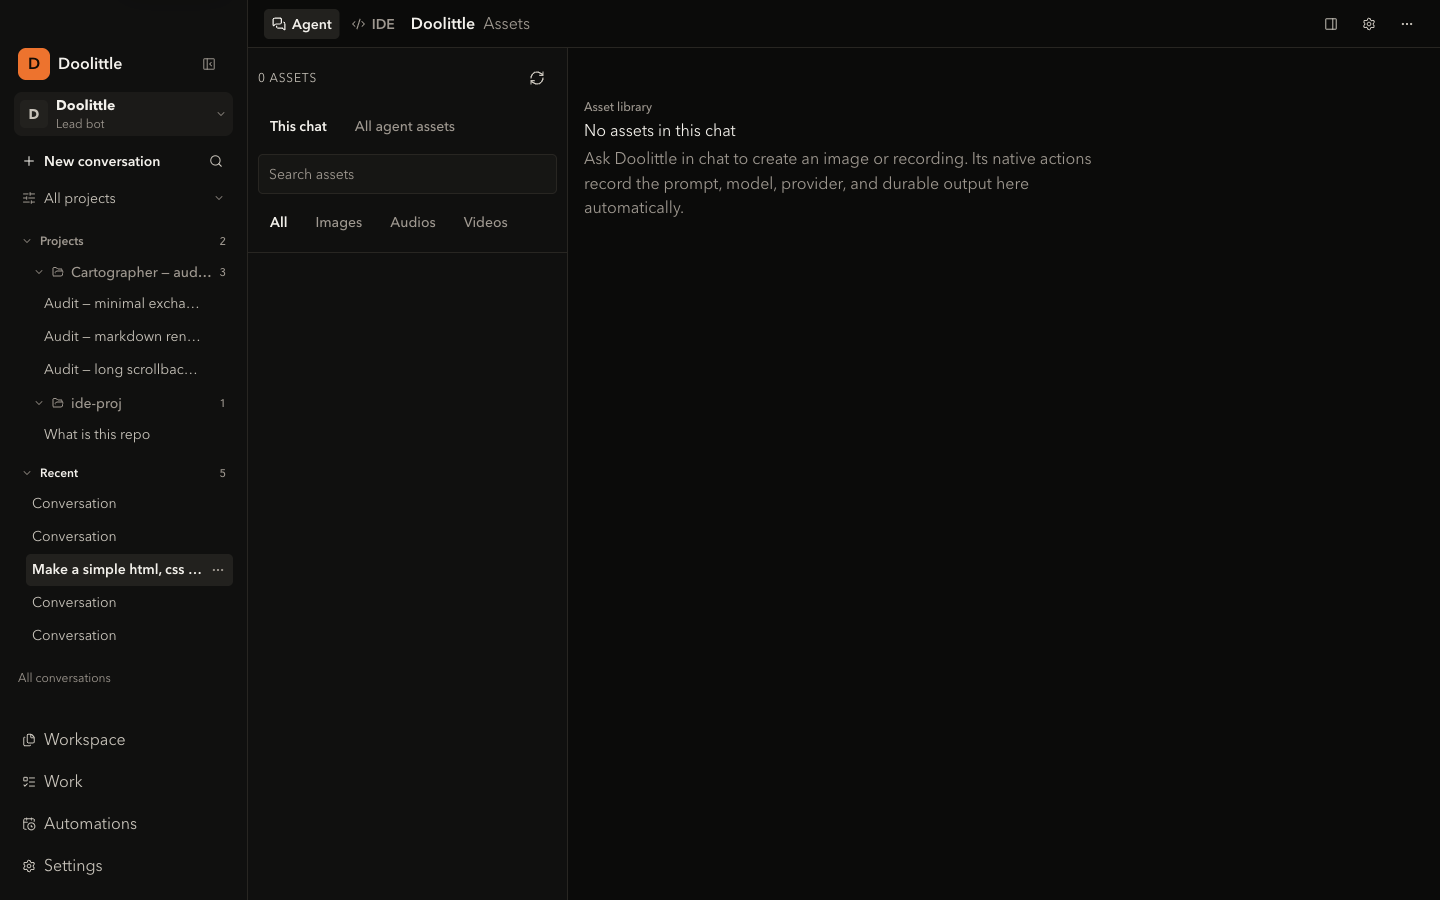 D Doolittle
D Doolittle
Lead bot
New conversation
All projects
Projects 2
Cartographer – aud... 3
Audit – minimal excha...
Audit – markdown ren...
Audit – long scrollbac...
ide-proj 1
What is this repo
Recent 5
Conversation
Conversation
Make a simple html, css ...
Conversation
Conversation
All conversations
Workspace
Work
Automations
Settings
Agent IDE Doolittle Assets
0 ASSETS
This chat All agent assets
Search assets
All Images Audios Videos
Asset library
No assets in this chat
Ask Doolittle in chat to create an image or recording. Its native actions
record the prompt, model, provider, and durable output here
automatically.